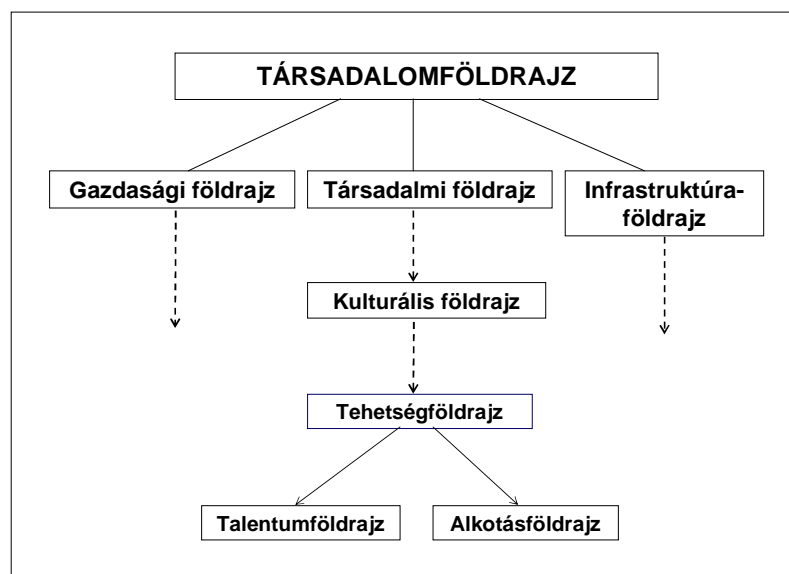 TÁRSADALOMFÖLDRAJZ
Gazdasági földrajz
Társadalmi földrajz
Infrastruktúra-
földrajz
Kulturális földrajz
Tehetségföldrajz
Talentumföldrajz
Alkotásföldrajz